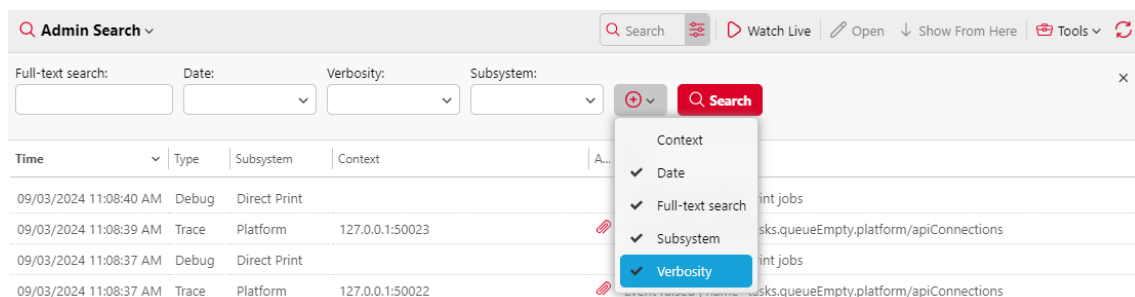 Admin Search
Search Watch Live Open Show From Here Tools
Full-text search: Date: Verbosity: Subsystem:
Search
Context
Date
Full-text search
Subsystem
Verbosity
Time Type Subsystem Context A...
09/03/2024 11:08:40 AM Debug Direct Print int jobs
09/03/2024 11:08:39 AM Trace Platform 127.0.0.1:50023 sks.queueEmpty.platform/apiConnections
09/03/2024 11:08:37 AM Debug Direct Print int jobs
09/03/2024 11:08:37 AM Trace Platform 127.0.0.1:50022 sks.queueEmpty.platform/apiConnections